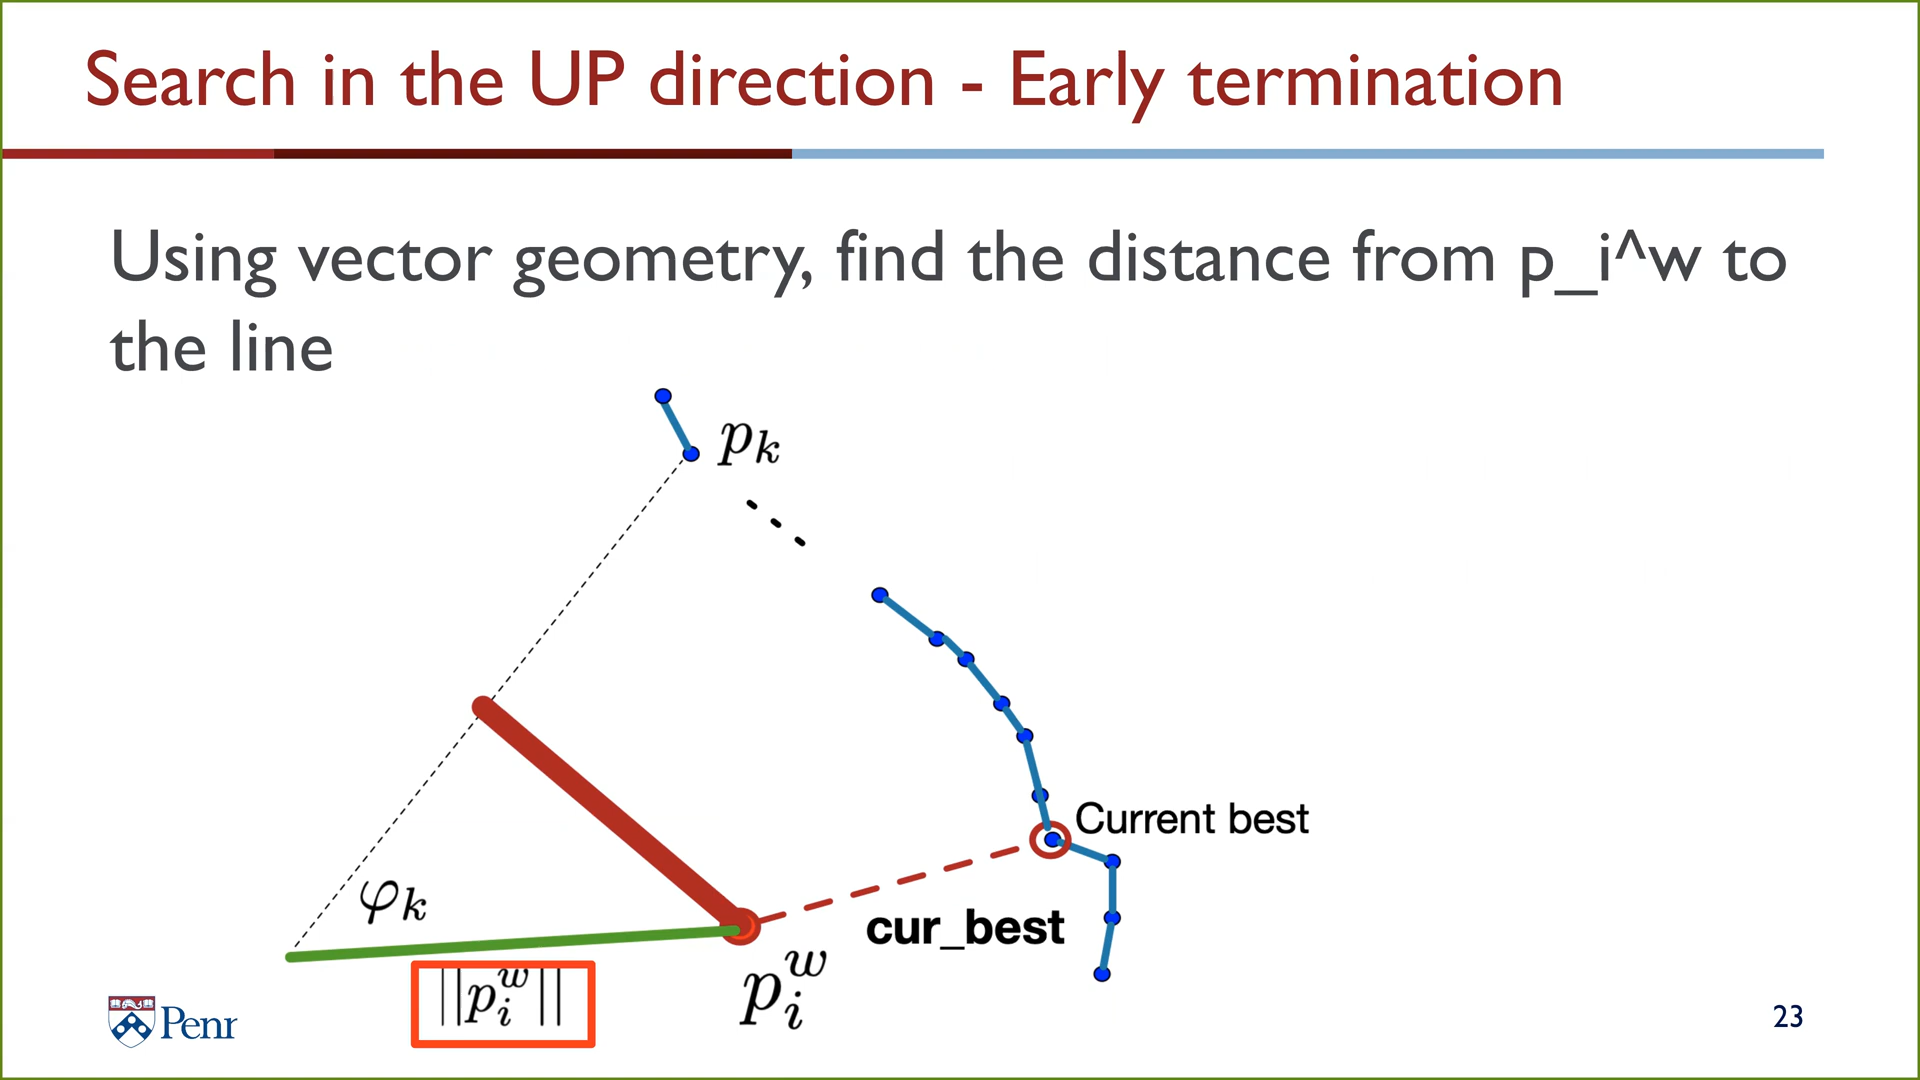 Search in the UP direction - Early termination
Using vector geometry, find the distance from p_i^w to
the line
p_k
φ_k
Current best
cur_best
||p_i^w||
p_i^w
Penr
23